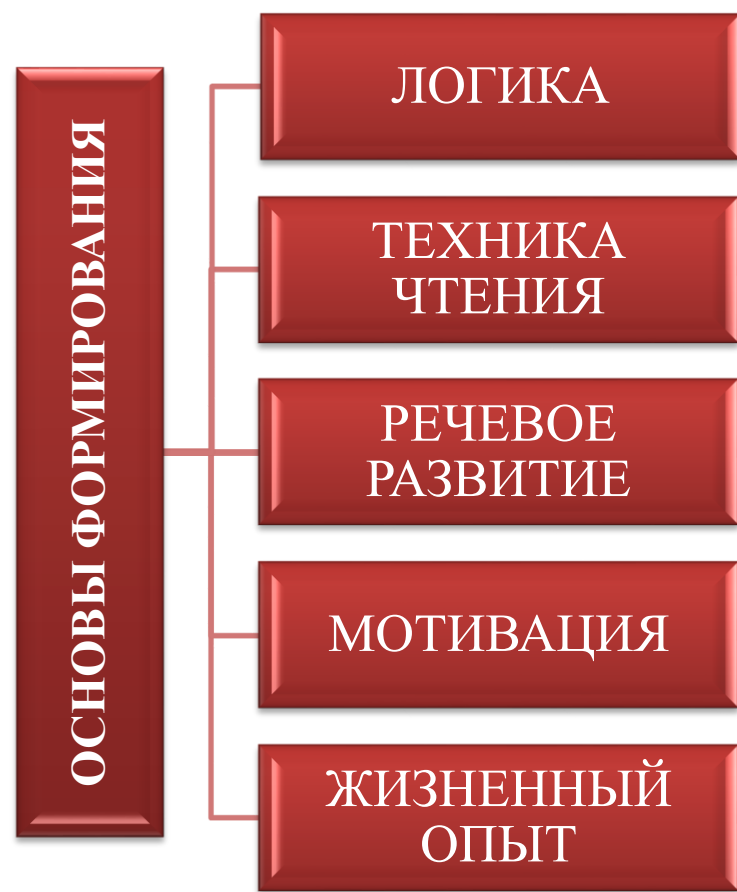 ОСНОВЫ ФОРМИРОВАНИЯ
ЛОГИКА
ТЕХНИКА
ЧТЕНИЯ
РЕЧЕВОЕ
РАЗВИТИЕ
МОТИВАЦИЯ
ЖИЗНЕННЫЙ
ОПЫТ